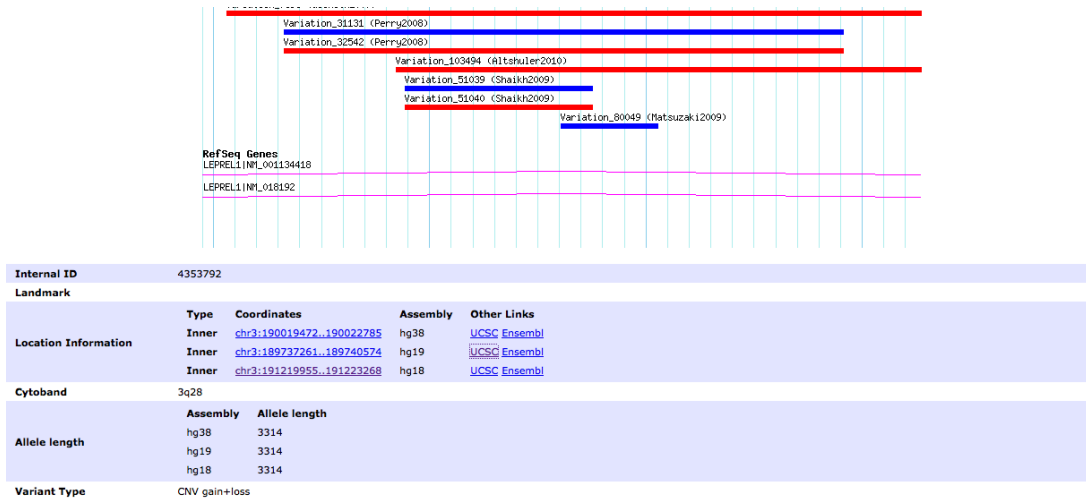 Variation_31131 (Perry2008)
Variation_32542 (Perry2008)
Variation_103494 (Altshuler2010)
Variation_51039 (Shaikh2009)
Variation_51040 (Shaikh2009)
Variation_80049 (Matsuzaki2009)
RefSeq Genes
LEPREL1|NM_001134418
LEPREL1|NM_018192
Internal ID 4353792
Landmark
Location Information
Type Coordinates Assembly Other Links
Inner chr3:190019472..190022785 hg38 UCSC Ensembl
Inner chr3:189737261..189740574 hg19 UCSC Ensembl
Inner chr3:191219955..191223268 hg18 UCSC Ensembl
Cytoband 3q28
Allele length
Assembly Allele length
hg38 3314
hg19 3314
hg18 3314
Variant Type CNV gain+loss